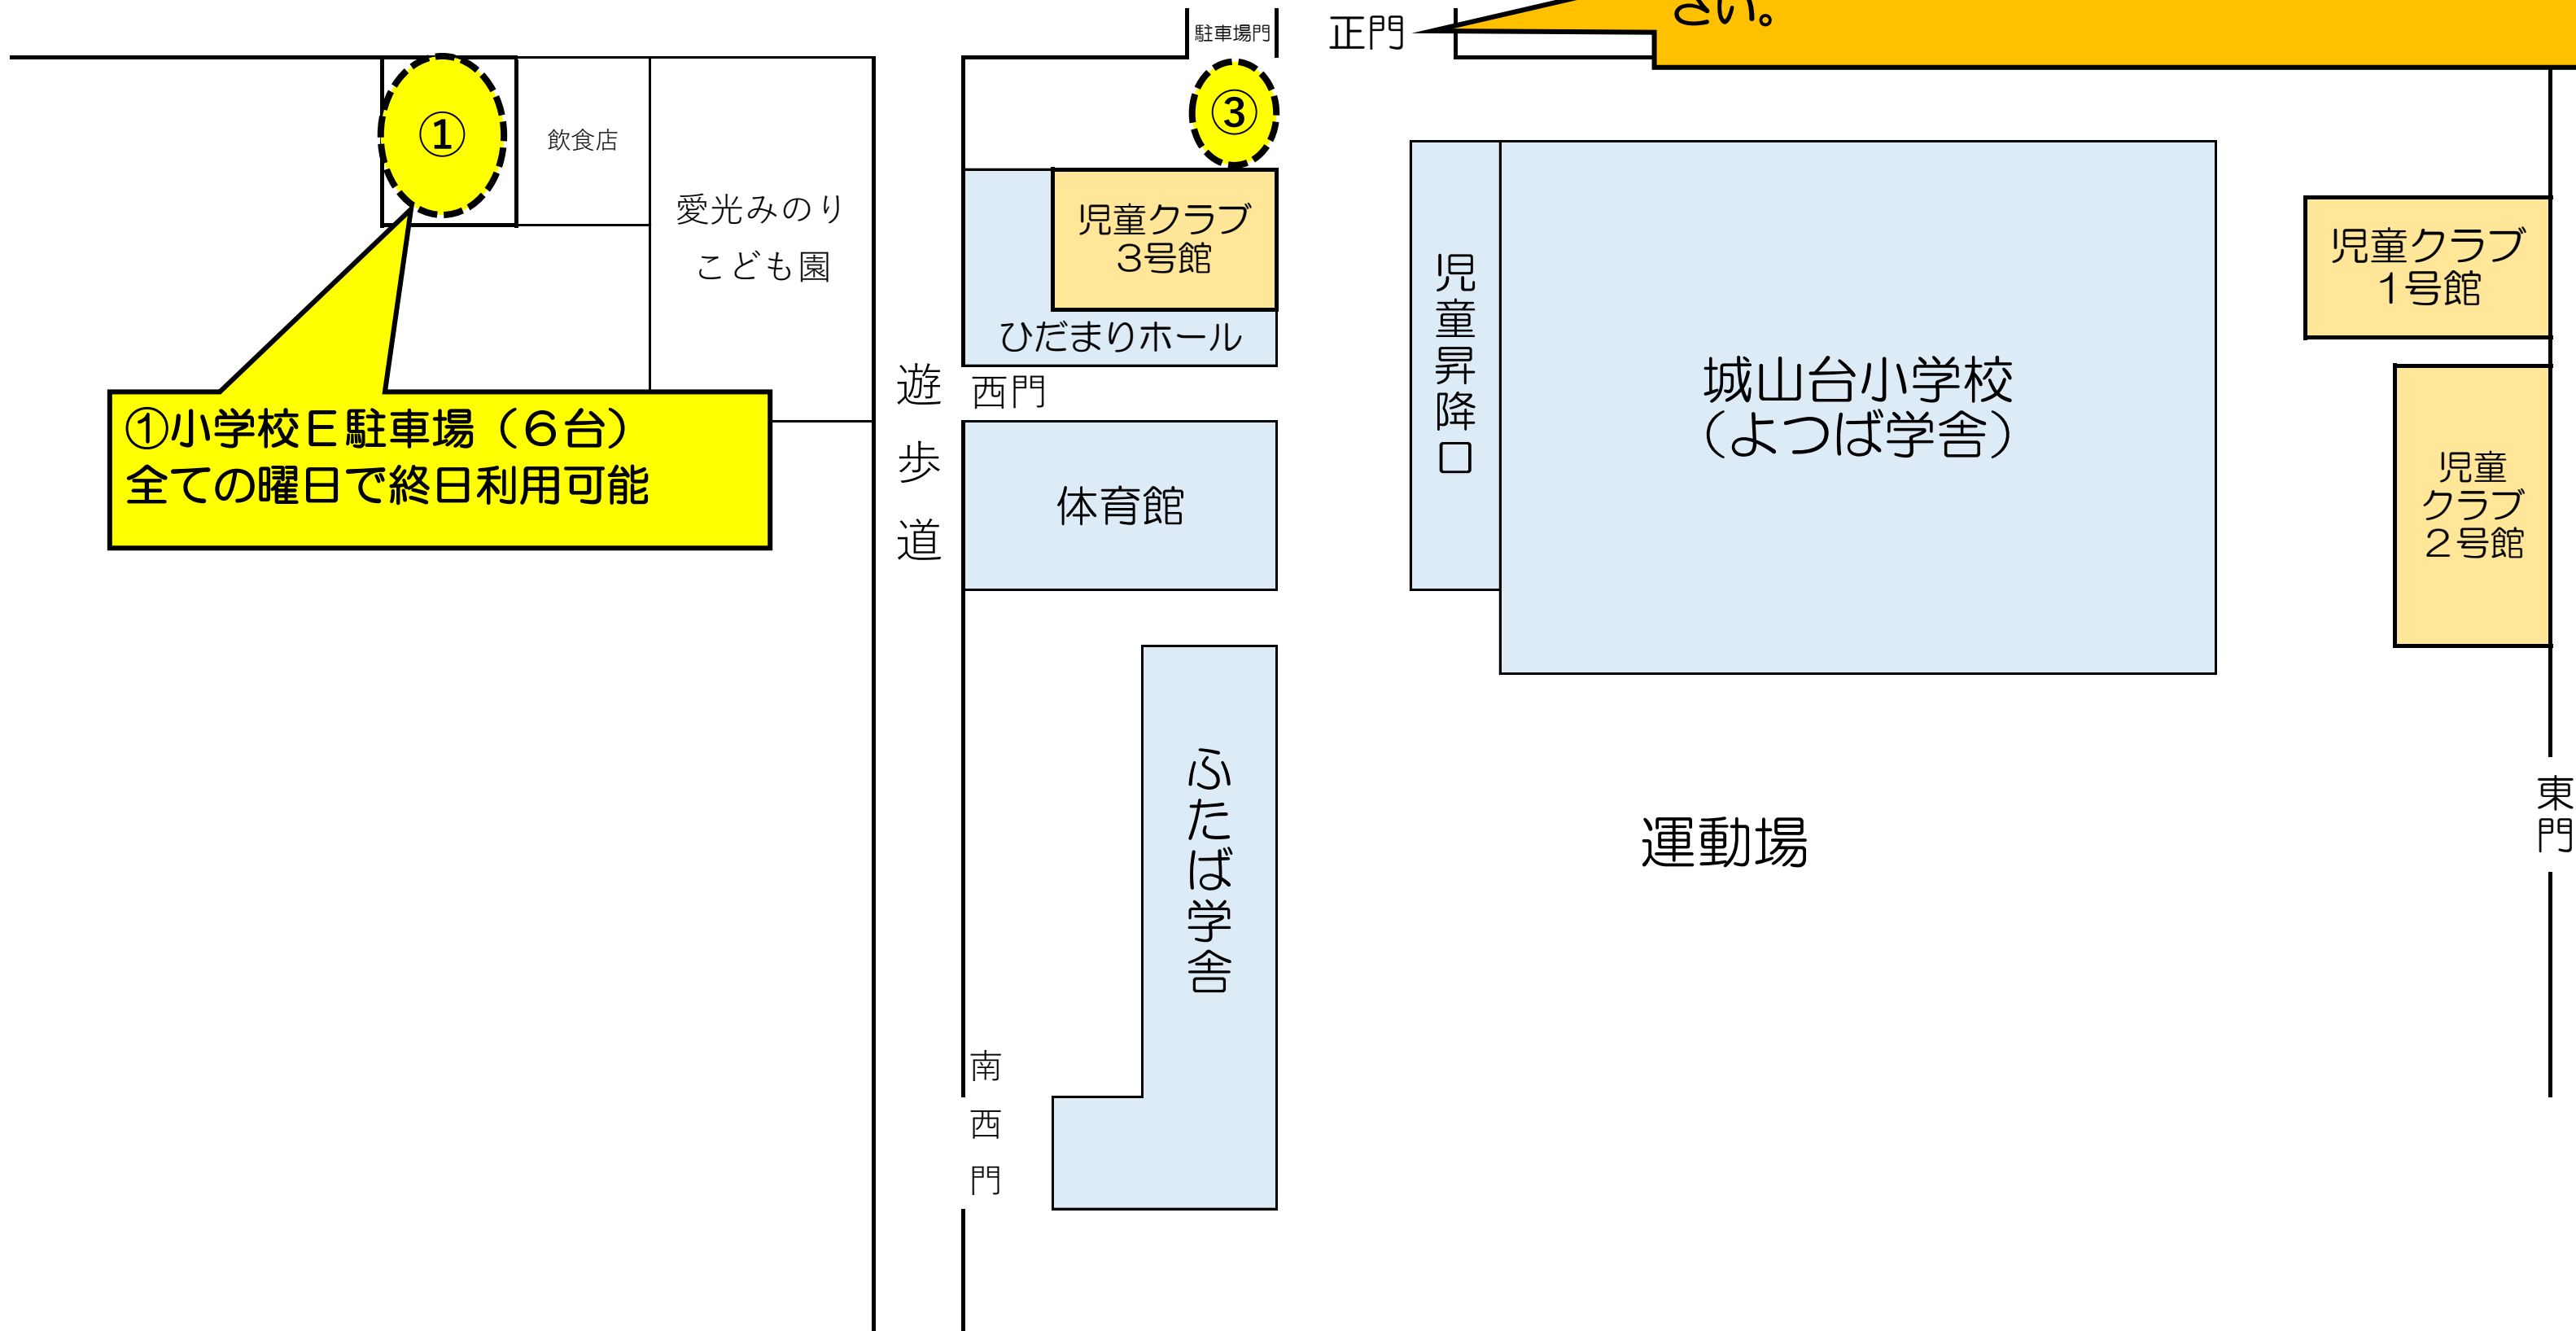 さい。
駐車場門
正門
①
③
飲食店
愛光みのり
こども園
児童クラブ
3号館
ひだまりホール
児童昇降口
城山台小学校
（よつば学舎）
児童クラブ
1号館
児童
クラブ
2号館
遊歩道
西門
①小学校E駐車場（6台）
全ての曜日で終日利用可能
体育館
ふたば学舎
運動場
東門
南西門